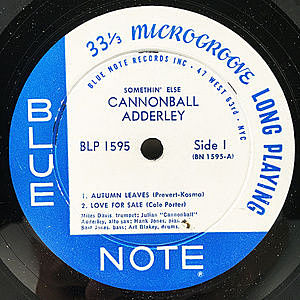 33⅓ MICROGROOVE LONG PLAYING
BLUE NOTE RECORDS INC · 47 WEST 63rd · NYC
SOMETHIN' ELSE
CANNONBALL
ADDERLEY
BLP 1595
Side 1
(BN 1595-A)
1. AUTUMN LEAVES (Prevert-Kosma)
2. LOVE FOR SALE (Cole Porter)
Miles Davis, trumpet; Julian "Cannonball"
Adderley, alto sax; Hank Jones,
Sam Jones, bass; Art Blakey, drums.
BLUE
NOTE